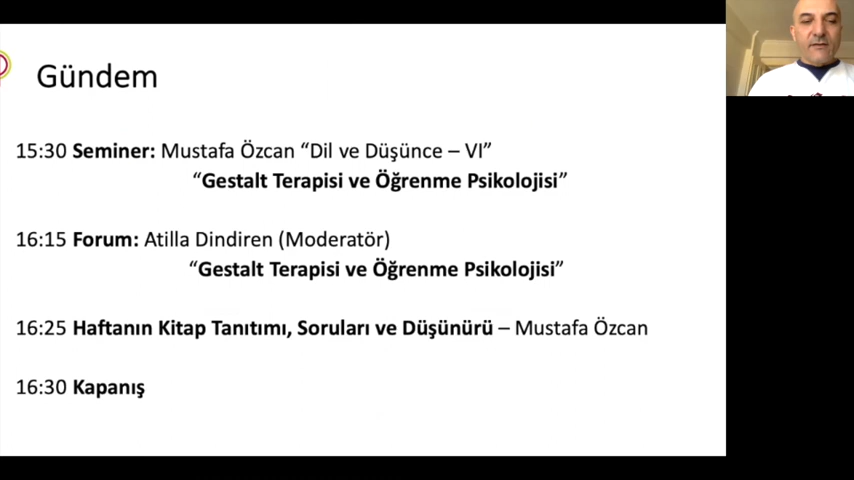 Gündem
15:30 Seminer: Mustafa Özcan “Dil ve Düşünce – VI”
“Gestalt Terapisi ve Öğrenme Psikolojisi”
16:15 Forum: Atilla Dindiren (Moderatör)
“Gestalt Terapisi ve Öğrenme Psikolojisi”
16:25 Haftanın Kitap Tanıtımı, Soruları ve Düşünürü – Mustafa Özcan
16:30 Kapanış